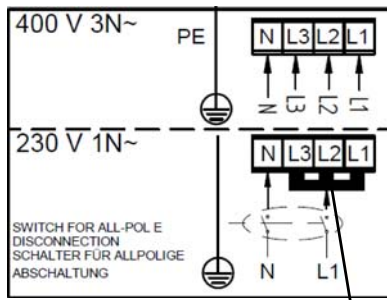 400 V 3N~
PE
N L3 L2 L1
N L3 L2 L1
230 V 1N~
N L3 L2 L1
SWITCH FOR ALL-POL E
DISCONNECTION
SCHALTER FÜR ALLPOLIGE
ABSCHALTUNG
N L1